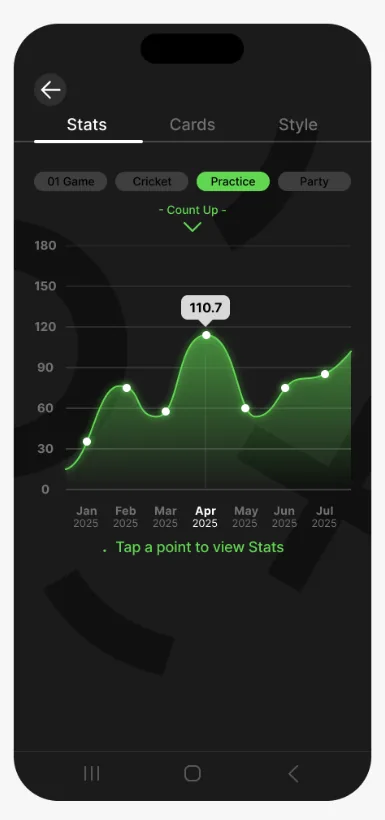 Stats Cards Style
01 Game Cricket Practice Party
- Count Up -
180
150
120
110.7
90
60
30
0
Jan Feb Mar Apr May Jun Jul
2025 2025 2025 2025 2025 2025 2025
. Tap a point to view Stats